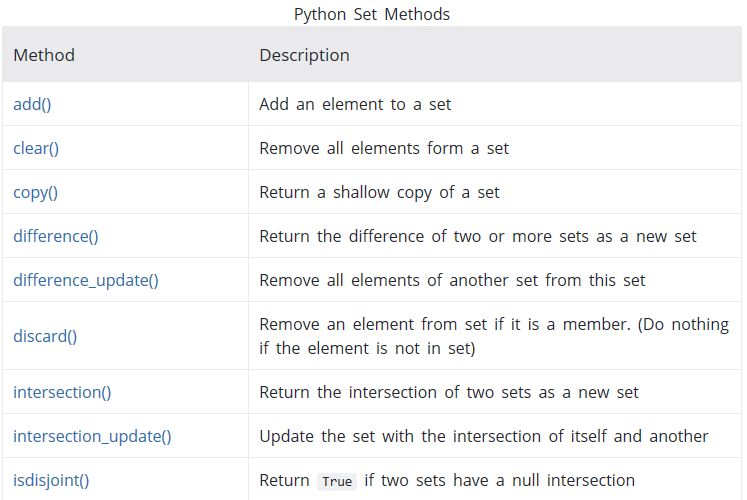 Python Set Methods
Method Description
add() Add an element to a set
clear() Remove all elements form a set
copy() Return a shallow copy of a set
difference() Return the difference of two or more sets as a new set
difference_update() Remove all elements of another set from this set
discard() Remove an element from set if it is a member. (Do nothing
if the element is not in set)
intersection() Return the intersection of two sets as a new set
intersection_update() Update the set with the intersection of itself and another
isdisjoint() Return True if two sets have a null intersection